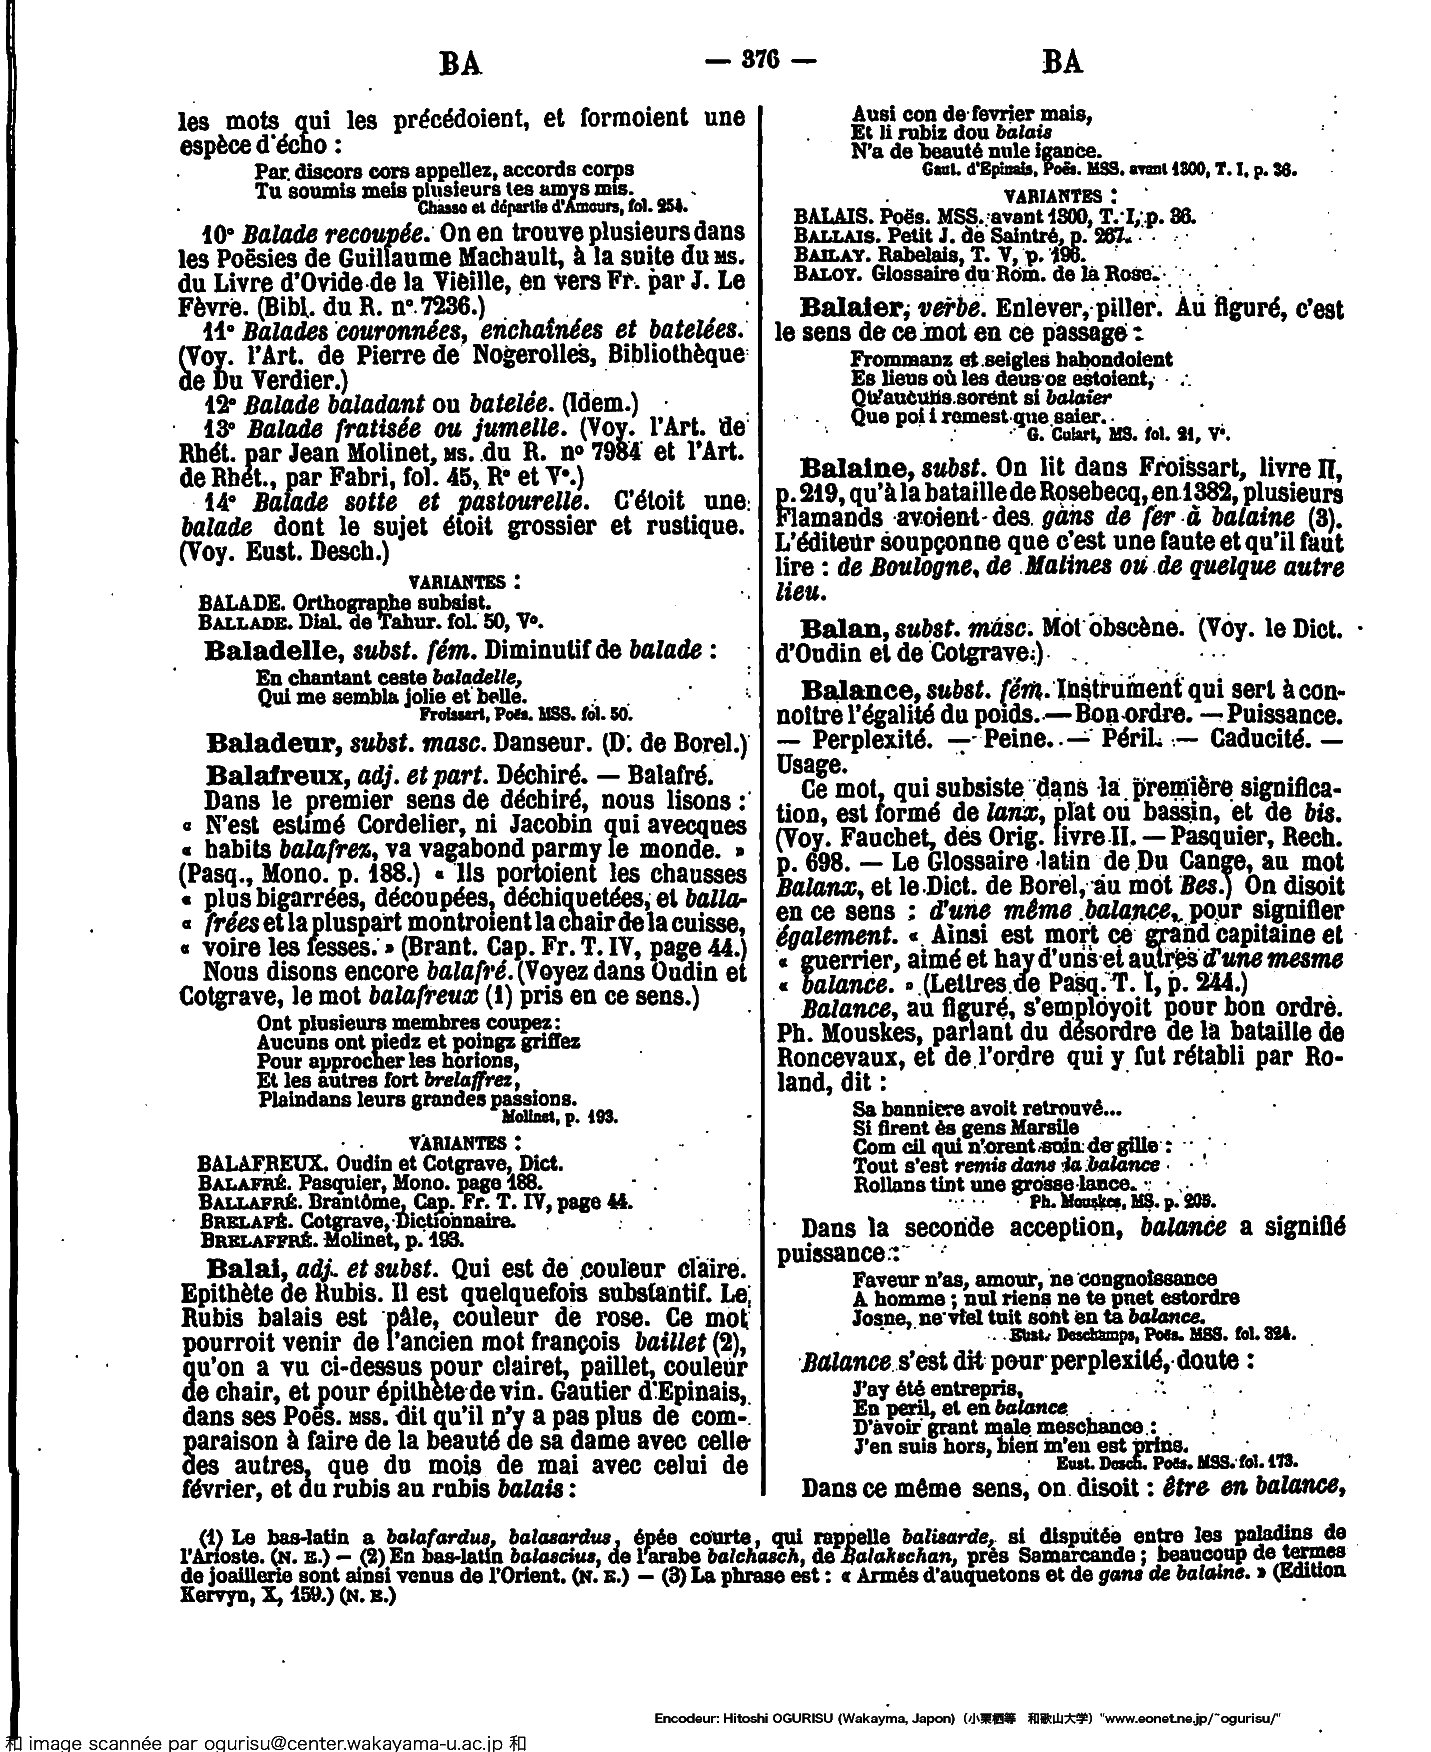 BA — 376 — BA
les mots qui les précédoient, et formoient une
espèce d'écho :
Par discors cors appellez, accords corps
Tu soumis meis plusieurs tes amys mis.
Chasse et départie d'Amours, fol. 254.
10° Balade recoupée. On en trouve plusieurs dans
les Poësies de Guillaume Machault, à la suite du MS.
du Livre d'Ovide de la Vieille, en vers Fr. par J. Le
Fèvre. (Bibl. du R. n° 7236.)
11° Balades couronnées, enchaînées et batelées.
(Voy. l'Art. de Pierre de Nogerolles, Bibliothèque
de Du Verdier.)
12° Balade baladant ou batelée. (Idem.)
13° Balade fratisée ou jumelle. (Voy. l'Art. de
Rhét. par Jean Molinet, MS. du R. n° 7984 et l'Art.
de Rhét., par Fabri, fol. 45, R° et V°.)
14° Balade sotte et pastourelle. C'étoit une
balade dont le sujet étoit grossier et rustique.
(Voy. Eust. Desch.)
VARIANTES :
BALADE. Orthographe subsist.
BALLADE. Dial. de Tahur. fol. 50, V°.
Baladelle, subst. fém. Diminutif de balade :
En chantant ceste baladelle,
Qui me sembla jolie et belle.
Froissart, Poës. MSS. fol. 50.
Baladeur, subst. masc. Danseur. (D. de Borel.)
Balafreux, adj. et part. Déchiré. — Balafré.
Dans le premier sens de déchiré, nous lisons :
« N'est estimé Cordelier, ni Jacobin qui avecques
« habits balafrez, va vagabond parmy le monde. »
(Pasq., Mono. p. 188.) « Ils portoient les chausses
« plus bigarrées, découpées, déchiquetées, et balla-
« frées et la pluspart montroient la chair de la cuisse,
« voire les fesses. » (Brant. Cap. Fr. T. IV, page 44.)
Nous disons encore balafré. (Voyez dans Oudin et
Cotgrave, le mot balafreux (1) pris en ce sens.)
Ont plusieurs membres coupez :
Aucuns ont piedz et poingz griffez
Pour approcher les horions,
Et les autres fort brelaffrez,
Plaindans leurs grandes passions.
Molinet, p. 193.
VARIANTES :
BALAFREUX. Oudin et Cotgrave, Dict.
BALAFRÉ. Pasquier, Mono. page 188.
BALLAFRÉ. Brantôme, Cap. Fr. T. IV, page 44.
BRELAFÉ. Cotgrave, Dictionnaire.
BRELAFFRÉ. Molinet, p. 193.
Balai, adj. et subst. Qui est de couleur claire.
Epithète de Rubis. Il est quelquefois substantif. Le
Rubis balais est pâle, couleur de rose. Ce mot
pourroit venir de l'ancien mot françois baillet (2),
qu'on a vu ci-dessus pour clairet, paillet, couleur
de chair, et pour épithète de vin. Gautier d'Epinais,
dans ses Poës. MSS. dit qu'il n'y a pas plus de com-
paraison à faire de la beauté de sa dame avec celle
des autres, que du mois de mai avec celui de
février, et du rubis au rubis balais :
Ausi con de fevrier mais,
Et li rubiz dou balais
N'a de beauté nule igance.
Gaut. d'Epinais, Poës. MSS. avant 1300, T. I, p. 36.
VARIANTES :
BALAIS. Poës. MSS. avant 1300, T. I, p. 36.
BALLAIS. Petit J. de Saintré, p. 267.
BAILAY. Rabelais, T. V, p. 196.
BALOY. Glossaire du Rom. de la Rose.
Balaier, verbe. Enlever, piller. Au figuré, c'est
le sens de ce mot en ce passage :
Frommanz et seigles habondoient
Es lieus où les deus os estoient,
Qu'aucuns sorent si balaier
Que poi i remest que saier.
G. Guiart, MS. fol. 21, V°.
Balaine, subst. On lit dans Froissart, livre II,
p. 219, qu'à la bataille de Rosebecq, en 1382, plusieurs
Flamands avoient des gans de fer à balaine (3).
L'éditeur soupçonne que c'est une faute et qu'il faut
lire : de Boulogne, de Malines ou de quelque autre
lieu.
Balan, subst. masc. Mot obscène. (Voy. le Dict.
d'Oudin et de Cotgrave.)
Balance, subst. fém. Instrument qui sert à con-
noître l'égalité du poids. — Bon ordre. — Puissance.
— Perplexité. — Peine. — Péril. — Caducité. —
Usage.
Ce mot, qui subsiste dans la première significa-
tion, est formé de lanx, plat ou bassin, et de bis.
(Voy. Fauchet, des Orig. livre II. — Pasquier, Rech.
p. 698. — Le Glossaire latin de Du Cange, au mot
Balanx, et le Dict. de Borel, au mot Bes.) On disoit
en ce sens : d'une même balance, pour signifier
également. « Ainsi est mort ce grand capitaine et
« guerrier, aimé et hay d'uns et autres d'une mesme
« balance. » (Lettres de Pasq. T. I, p. 244.)
Balance, au figuré, s'employoit pour bon ordre.
Ph. Mouskes, parlant du désordre de la bataille de
Roncevaux, et de l'ordre qui y fut rétabli par Ro-
land, dit :
Sa bannière avoit retrouvé...
Si firent ès gens Marsile
Com cil qui n'orent soin de gille :
Tout s'est remis dans la balance
Rollans tint une grosse lance.
Ph. Mouskes, MS. p. 205.
Dans la seconde acception, balance a signifié
puissance :
Faveur n'as, amour, ne congnoissance
A homme ; nul riens ne te puet estordre
Josne, ne viel tuit sont en ta balance.
Eust. Deschamps, Poës. MSS. fol. 324.
Balance s'est dit pour perplexité, doute :
J'ay été entrepris,
En peril, et en balance
D'avoir grant male meschance :
J'en suis hors, bien m'en est prins.
Eust. Desch. Poës. MSS. fol. 173.
Dans ce même sens, on disoit : être en balance,
(1) Le bas-latin a balafardus, balasardus, épée courte, qui rappelle balisarde, si disputée entre les paladins de
l'Arioste. (N. E.) — (2) En bas-latin balascius, de l'arabe balchasch, de Balakschan, près Samarcande ; beaucoup de termes
de joaillerie sont ainsi venus de l'Orient. (N. E.) — (3) La phrase est : « Armés d'auquetons et de gans de balaine. » (Edition
Kervyn, X, 159.) (N. E.)
Encodeur: Hitoshi OGURISU (Wakayma, Japon) (小栗栖等 和歌山大学) "www.eonet.ne.jp/~ogurisu/"
和 image scannée par ogurisu@center.wakayama-u.ac.jp 和